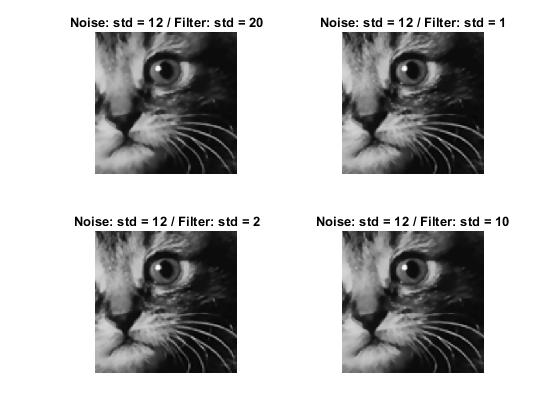 Noise: std = 12 / Filter: std = 20
Noise: std = 12 / Filter: std = 1
Noise: std = 12 / Filter: std = 2
Noise: std = 12 / Filter: std = 10